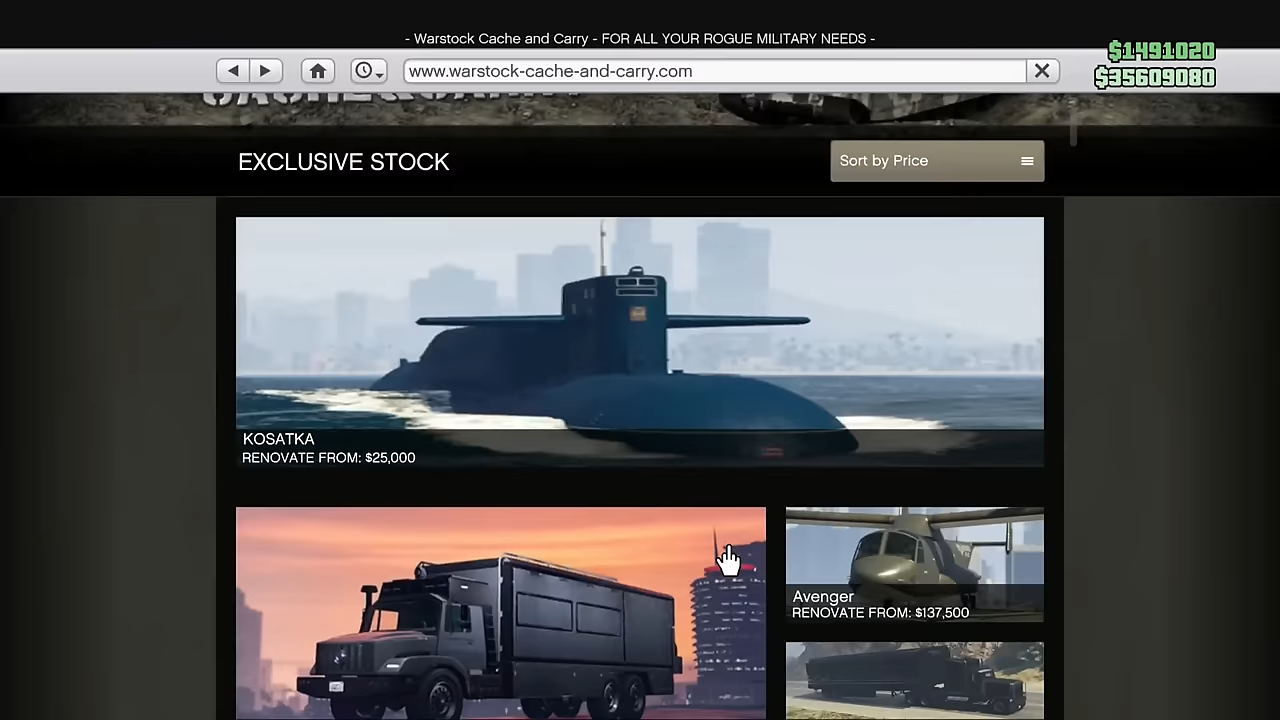 - Warstock Cache and Carry - FOR ALL YOUR ROGUE MILITARY NEEDS -
$1491020
www.warstock-cache-and-carry.com
$35609080
EXCLUSIVE STOCK
Sort by Price
KOSATKA
RENOVATE FROM: $25,000
Avenger
RENOVATE FROM: $137,500